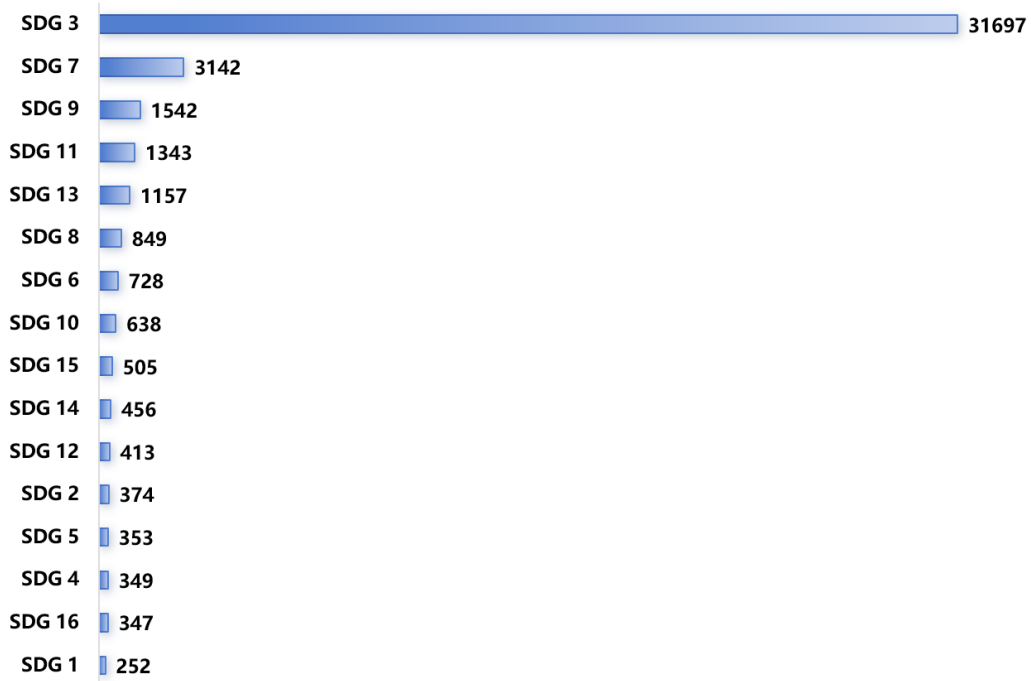 SDG 3 31697
SDG 7 3142
SDG 9 1542
SDG 11 1343
SDG 13 1157
SDG 8 849
SDG 6 728
SDG 10 638
SDG 15 505
SDG 14 456
SDG 12 413
SDG 2 374
SDG 5 353
SDG 4 349
SDG 16 347
SDG 1 252